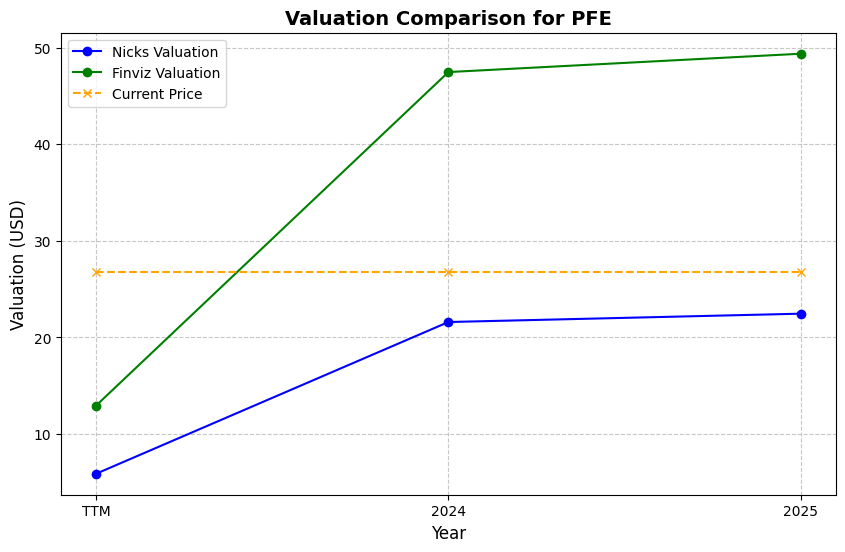 Valuation Comparison for PFE
Nicks Valuation
Finviz Valuation
Current Price
Valuation (USD)
50
40
30
20
10
TTM
2024
2025
Year